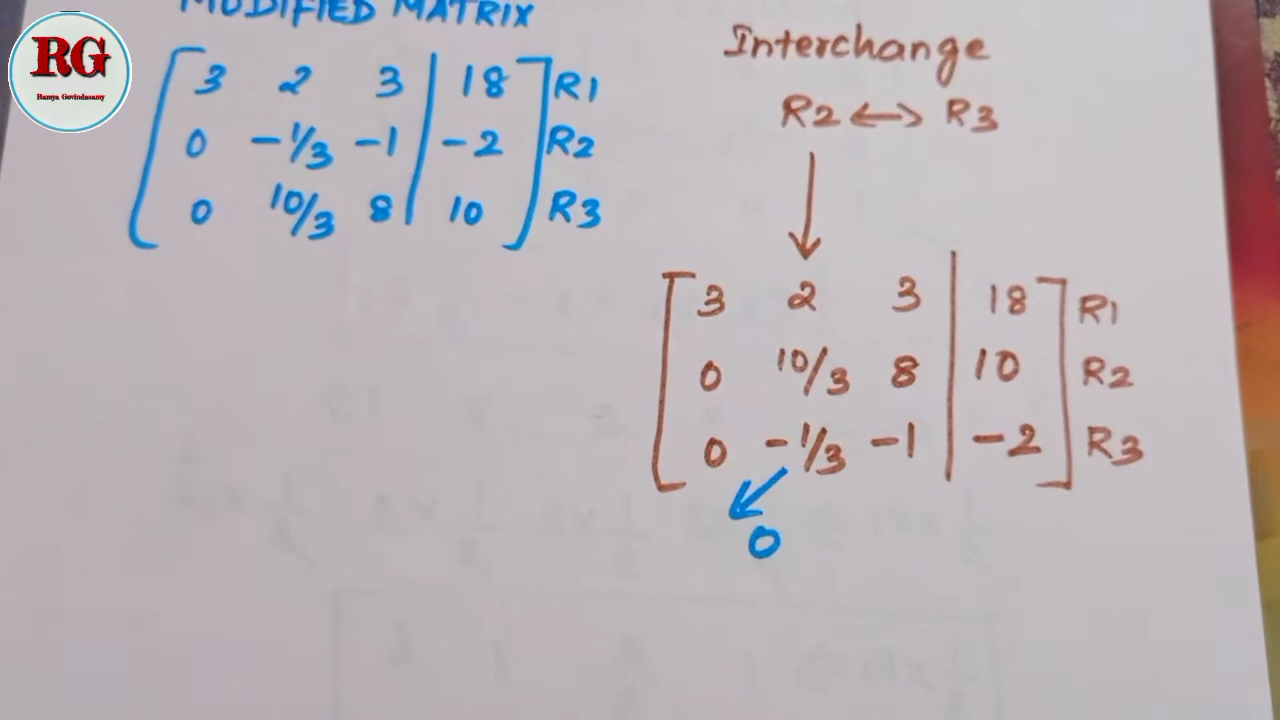 RG
Ramya Govindasamy
MODIFIED MATRIX
3 2 3 | 18 R1
0 -1/3 -1 | -2 R2
0 10/3 8 | 10 R3
Interchange
R2 <-> R3
3 2 3 | 18 R1
0 10/3 8 | 10 R2
0 -1/3 -1 | -2 R3
0